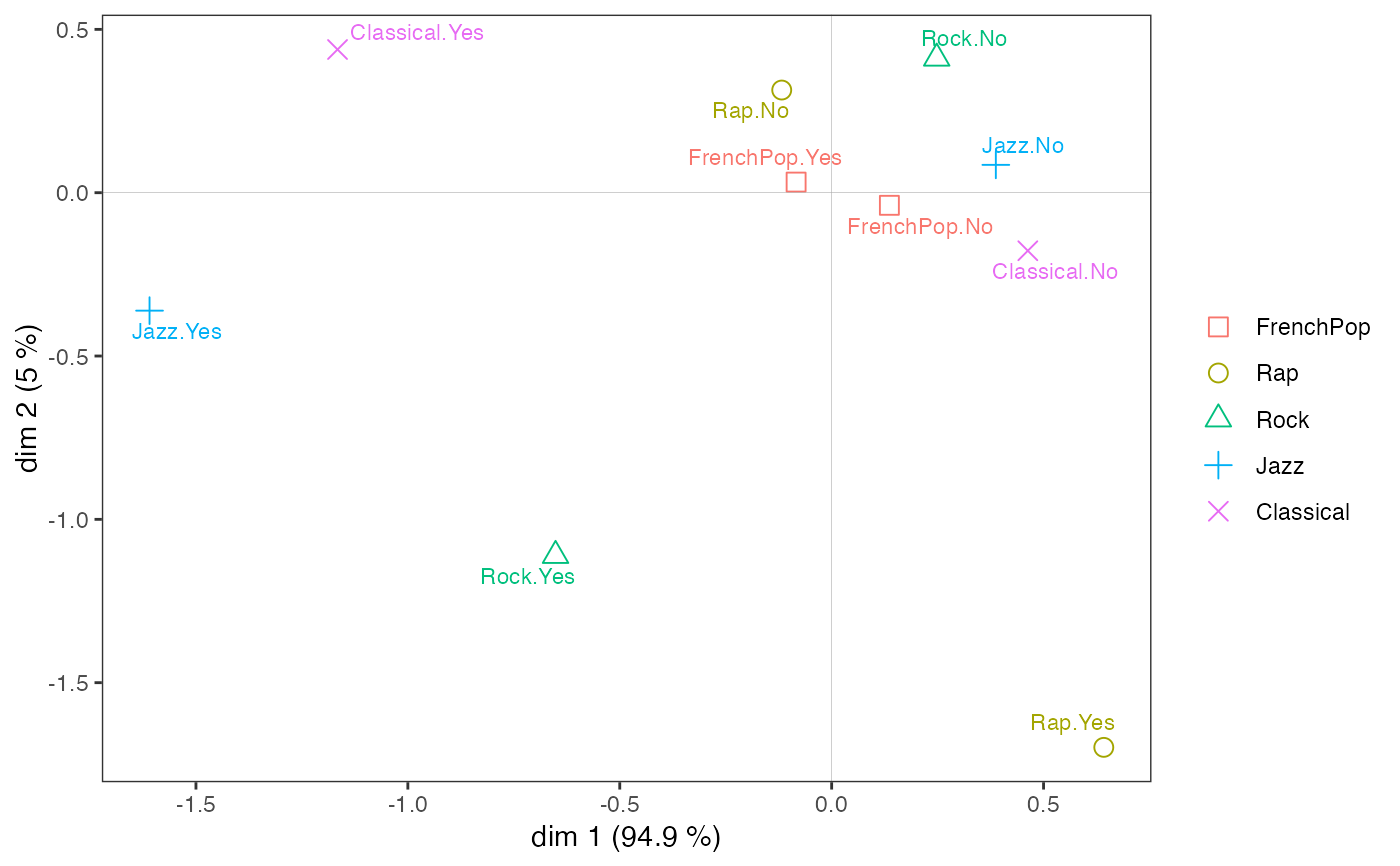 0.5
Classical.Yes
Rock.No
Rap.No
Jazz.No
FrenchPop.Yes
0.0
FrenchPop.No
Classical.No
Jazz.Yes
-0.5
dim 2 (5 %)
-1.0
Rock.Yes
-1.5
Rap.Yes
-1.5
-1.0
-0.5
0.0
0.5
dim 1 (94.9 %)
FrenchPop
Rap
Rock
Jazz
Classical